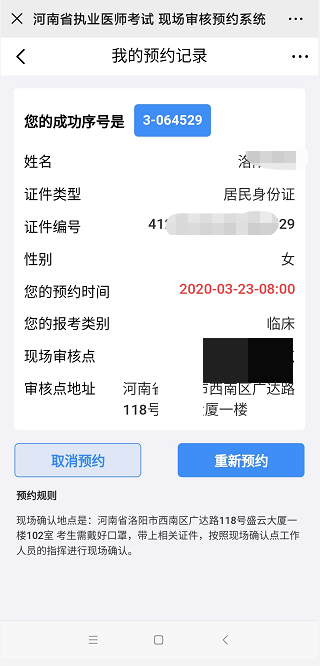 河南省执业医师考试 现场审核预约系统
我的预约记录
您的成功序号是 3-064529
姓名
证件类型 居民身份证
证件编号 41 29
性别 女
您的预约时间 2020-03-23-08:00
您的报考类别 临床
现场审核点
审核点地址 河南省 市西南区广达路
118号 大厦一楼
取消预约 重新预约
预约规则
现场确认地点是：河南省洛阳市西南区广达路118号盛云大厦一
楼102室 考生需戴好口罩，带上相关证件，按照现场确认点工作
人员的指挥进行现场确认。